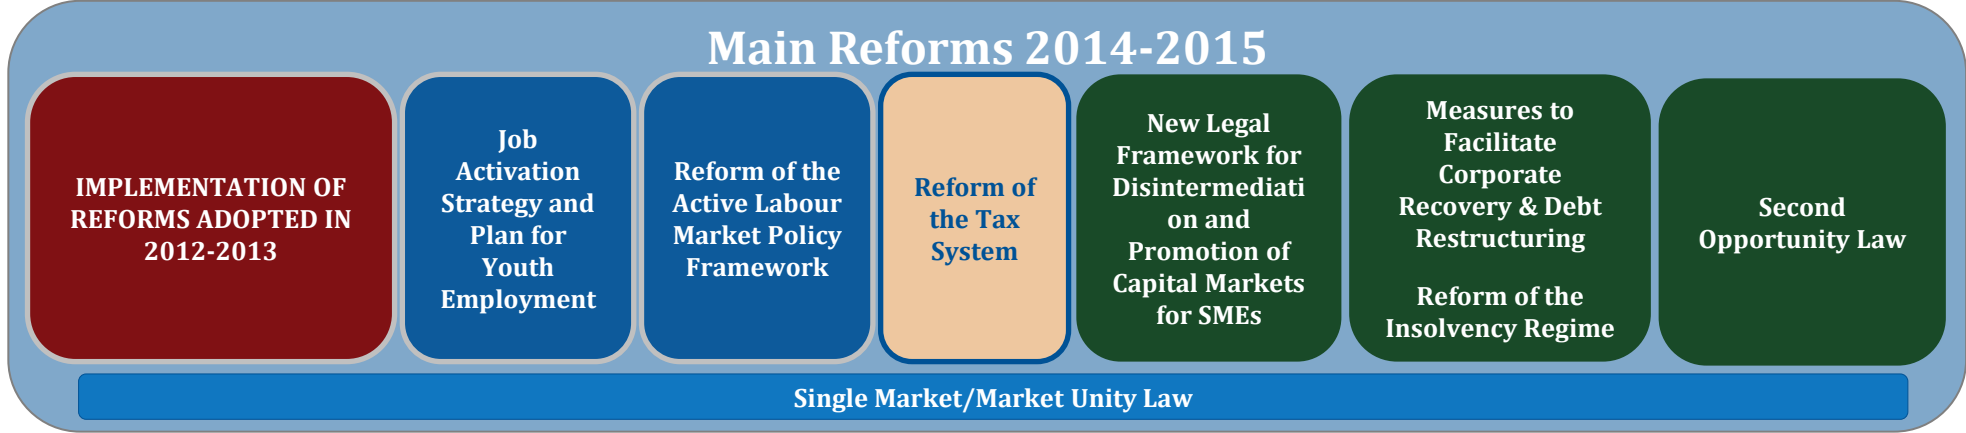 Main Reforms 2014-2015
IMPLEMENTATION OF
REFORMS ADOPTED IN
2012-2013
Job
Activation
Strategy and
Plan for
Youth
Employment
Reform of the
Active Labour
Market Policy
Framework
Reform of
the Tax
System
New Legal
Framework for
Disintermediati
on and
Promotion of
Capital Markets
for SMEs
Measures to
Facilitate
Corporate
Recovery & Debt
Restructuring
Reform of the
Insolvency Regime
Second
Opportunity Law
Single Market/Market Unity Law